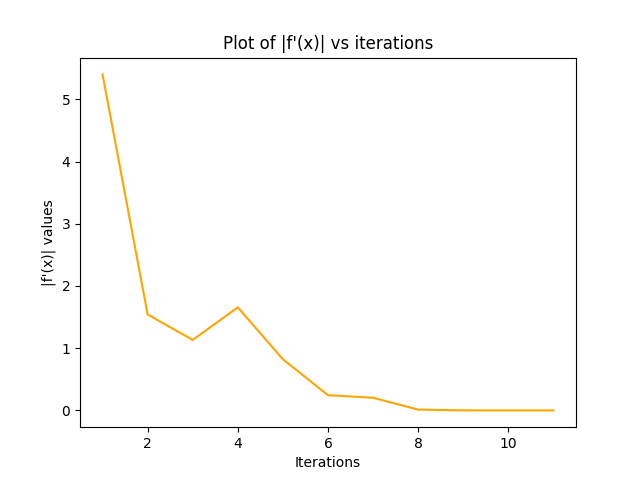 Plot of |f'(x)| vs iterations
5
4
3
2
1
0
|f'(x)| values
2 4 6 8 10
Iterations